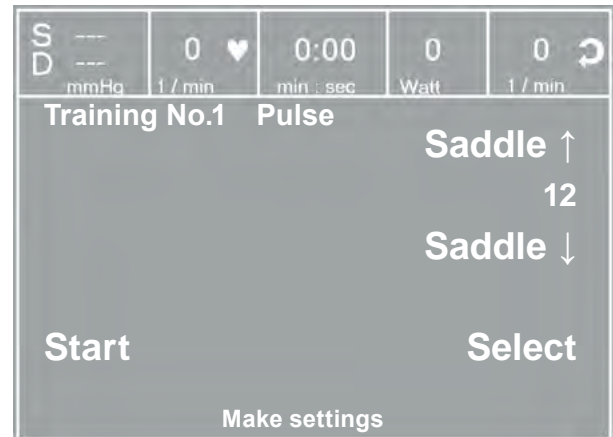 S ---
D ---
mmHg
0 ♥
1 / min
0:00
min : sec
0
Watt
0
1 / min
Training No.1 Pulse
Saddle ↑
12
Saddle ↓
Start Select
Make settings